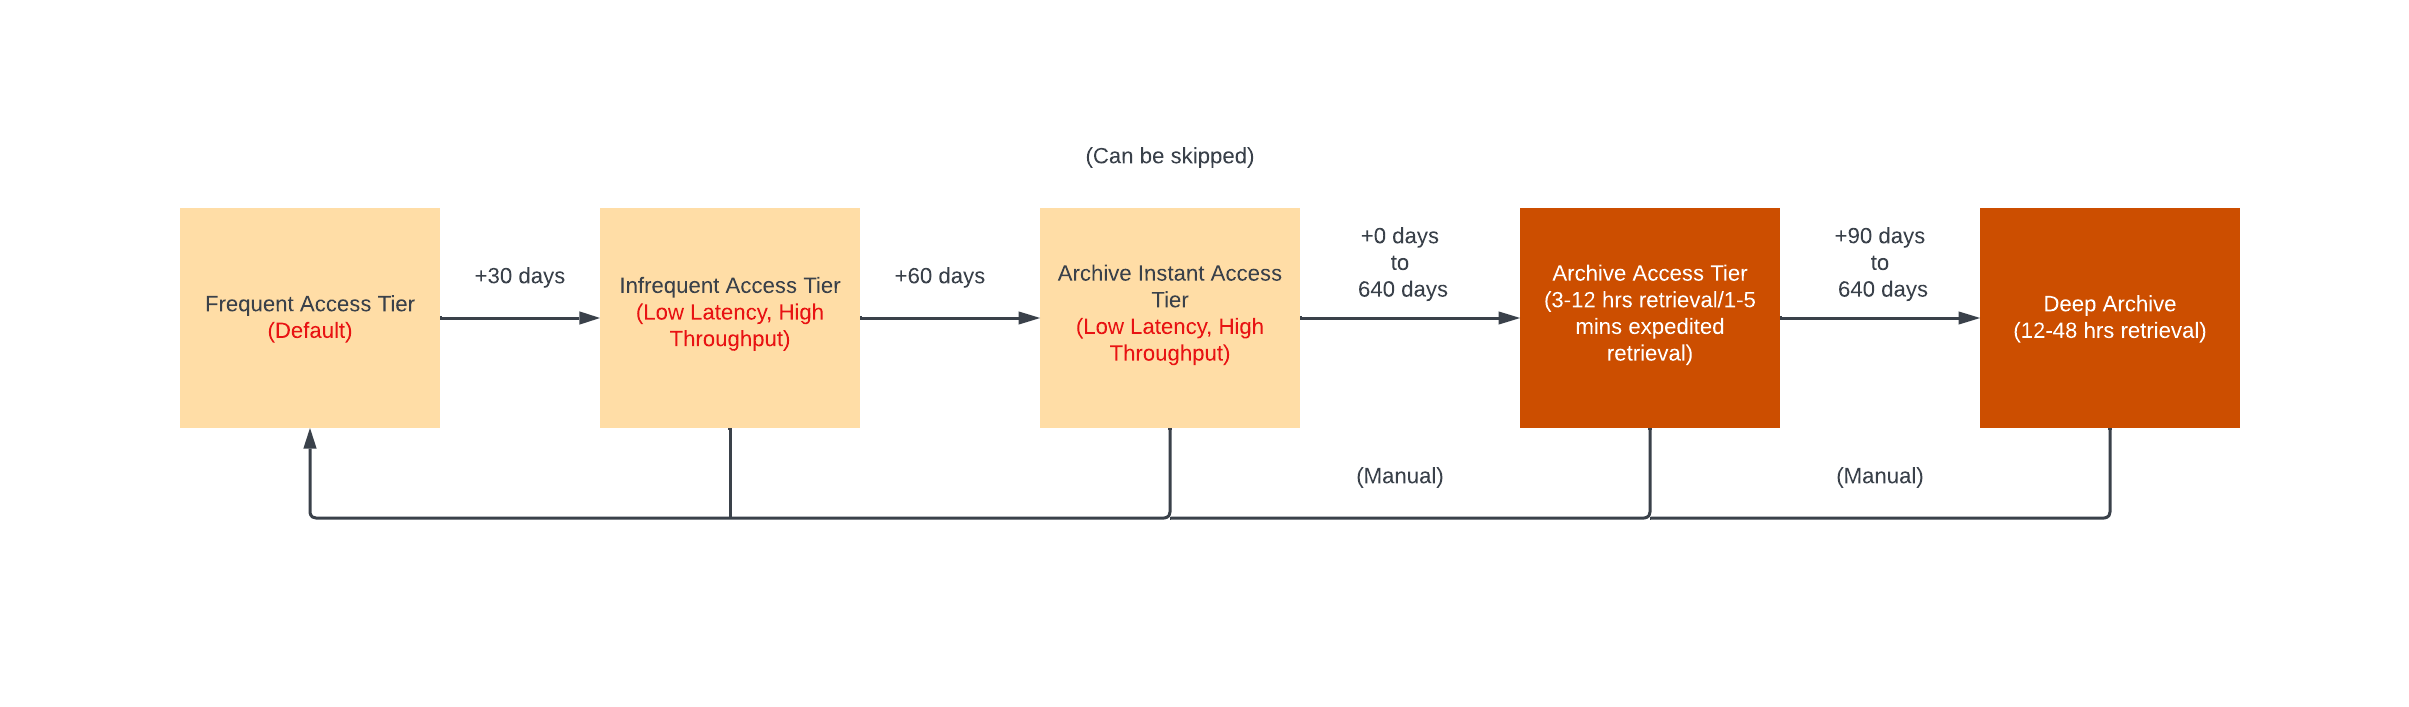 (Can be skipped)
Frequent Access Tier
(Default)
+30 days
Infrequent Access Tier
(Low Latency, High
Throughput)
+60 days
Archive Instant Access
Tier
(Low Latency, High
Throughput)
+0 days
to
640 days
Archive Access Tier
(3-12 hrs retrieval/1-5
mins expedited
retrieval)
+90 days
to
640 days
Deep Archive
(12-48 hrs retrieval)
(Manual)
(Manual)